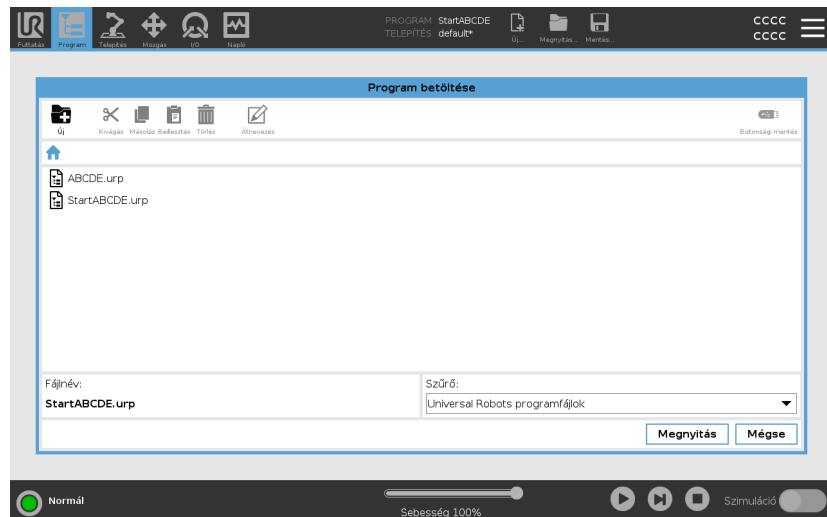 PROGRAM StartABCDE
TELEPÍTÉS default*
CCCC
CCCC
Futtatás Program Telepítés Mozgás I/O Napló Új... Megnyitás... Mentés...
Program betöltése
Új Kivágás Másolás Beillesztés Törlés Átnevezés Biztonsági mentés
ABCDE.urp
StartABCDE.urp
Fájlnév: Szűrő:
StartABCDE.urp Universal Robots programfájlok
Megnyitás Mégse
Normál
Sebesség 100%
Szimuláció